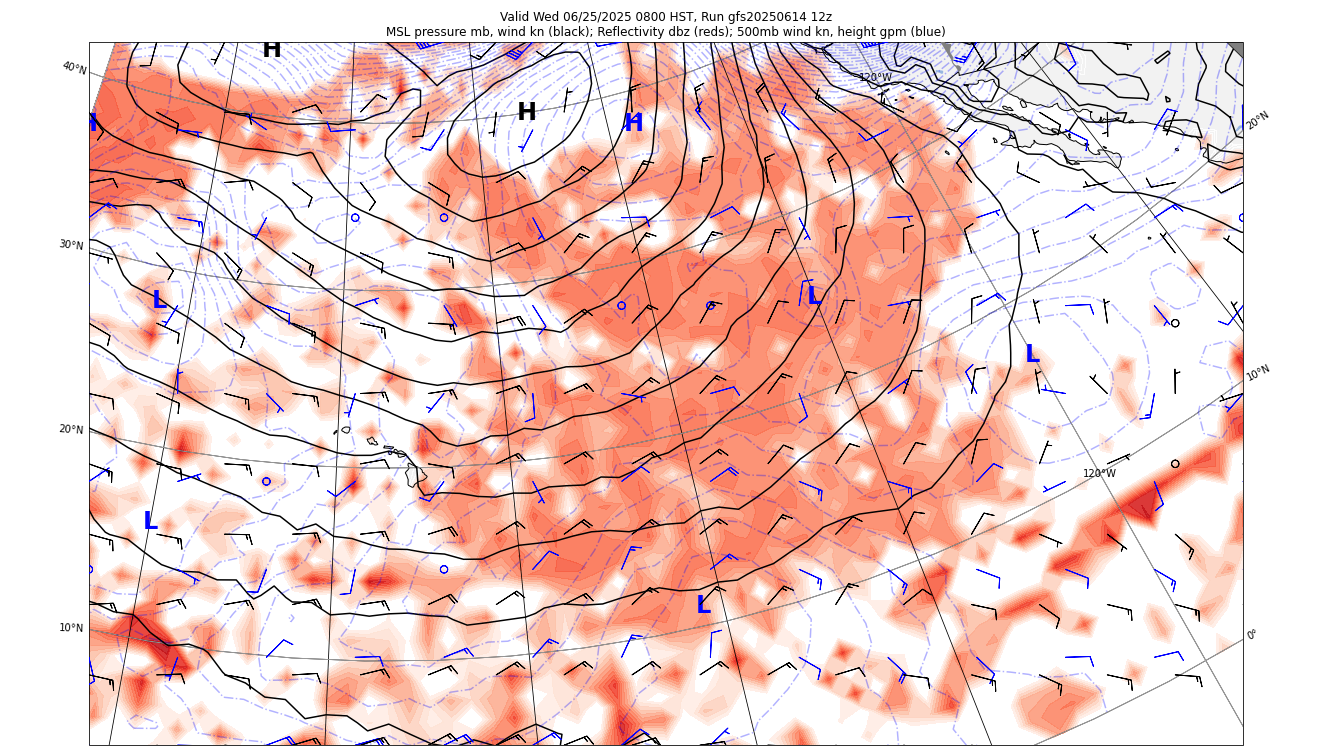 Valid Wed 06/25/2025 0800 HST, Run gfs20250614 12z
MSL pressure mb, wind kn (black); Reflectivity dbz (reds); 500mb wind kn, height gpm (blue)
H
40°N
120°W
H
H
H
20°N
30°N
L
L
L
10°N
20°N
120°W
L
L
10°N
0°